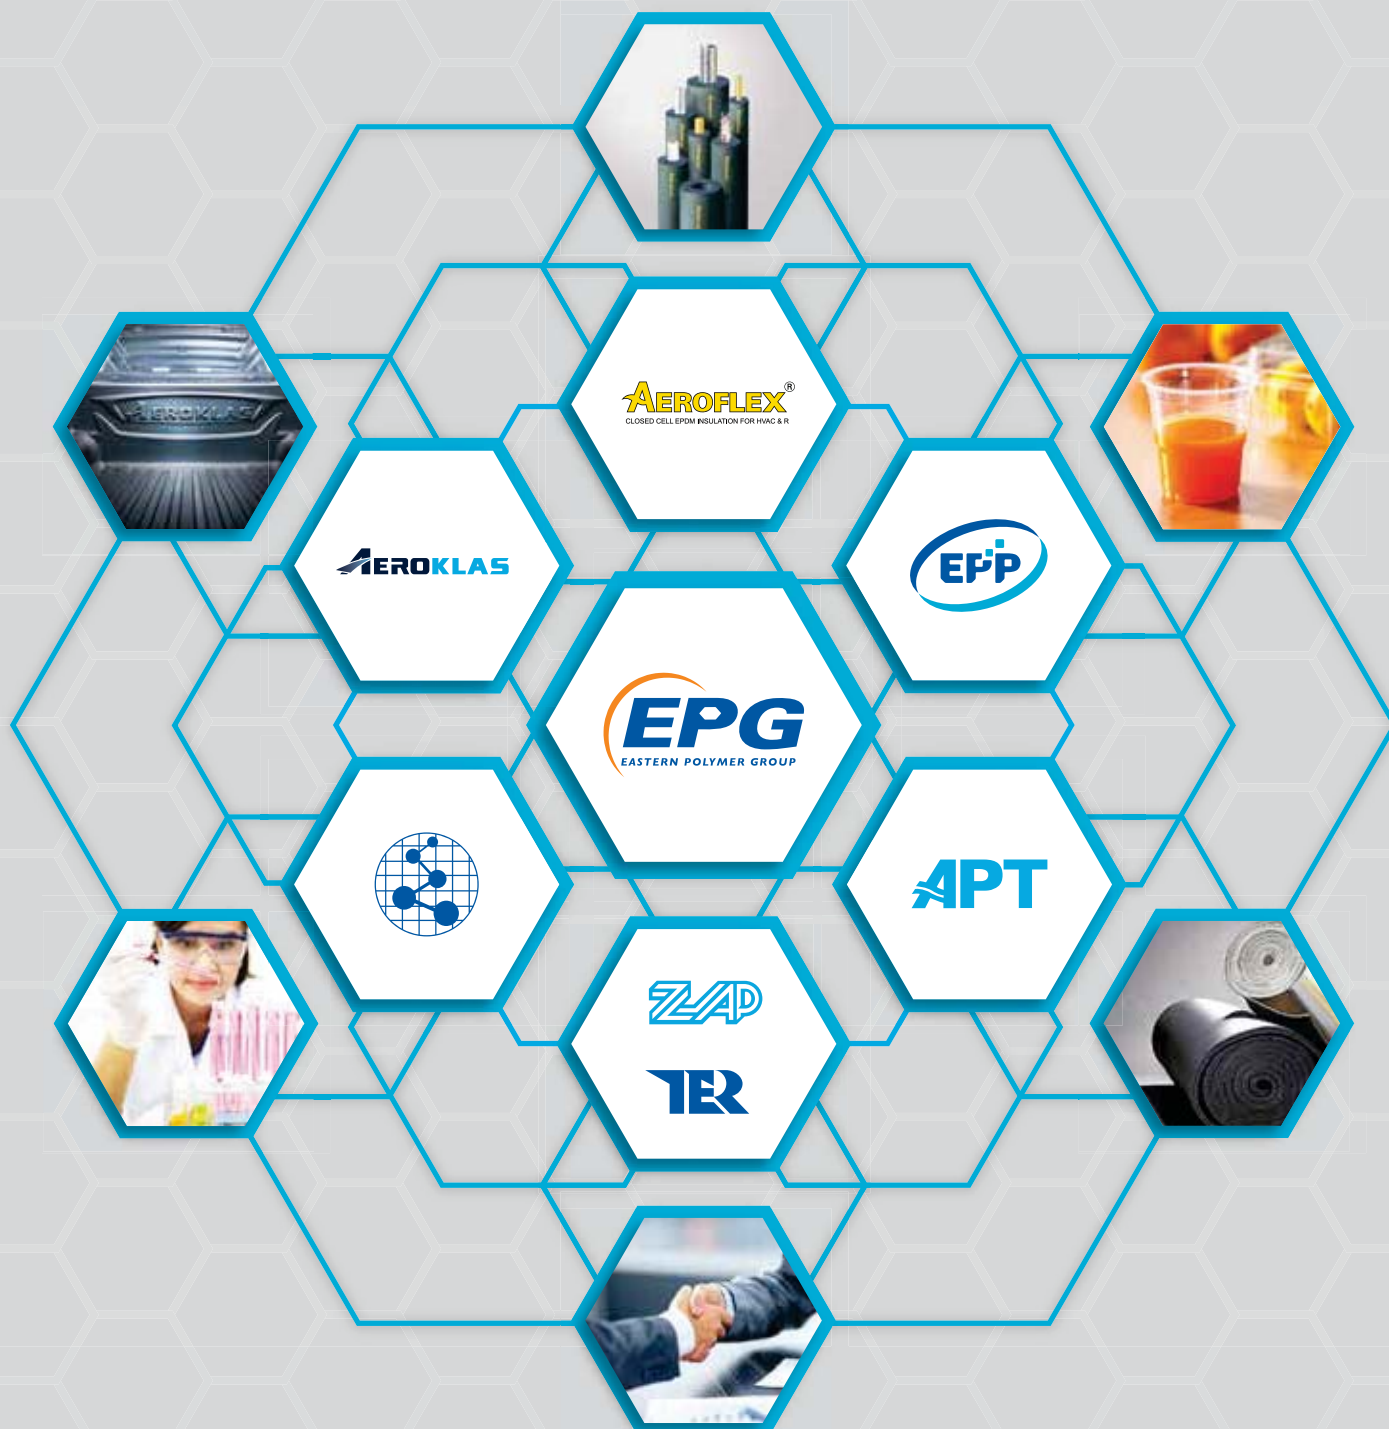 AEROFLEX®
CLOSED CELL EPDM INSULATION FOR HVAC & R
AEROKLAS
AEROKLAS
EPP
EPG
EASTERN POLYMER GROUP
APT
ZAP
TER